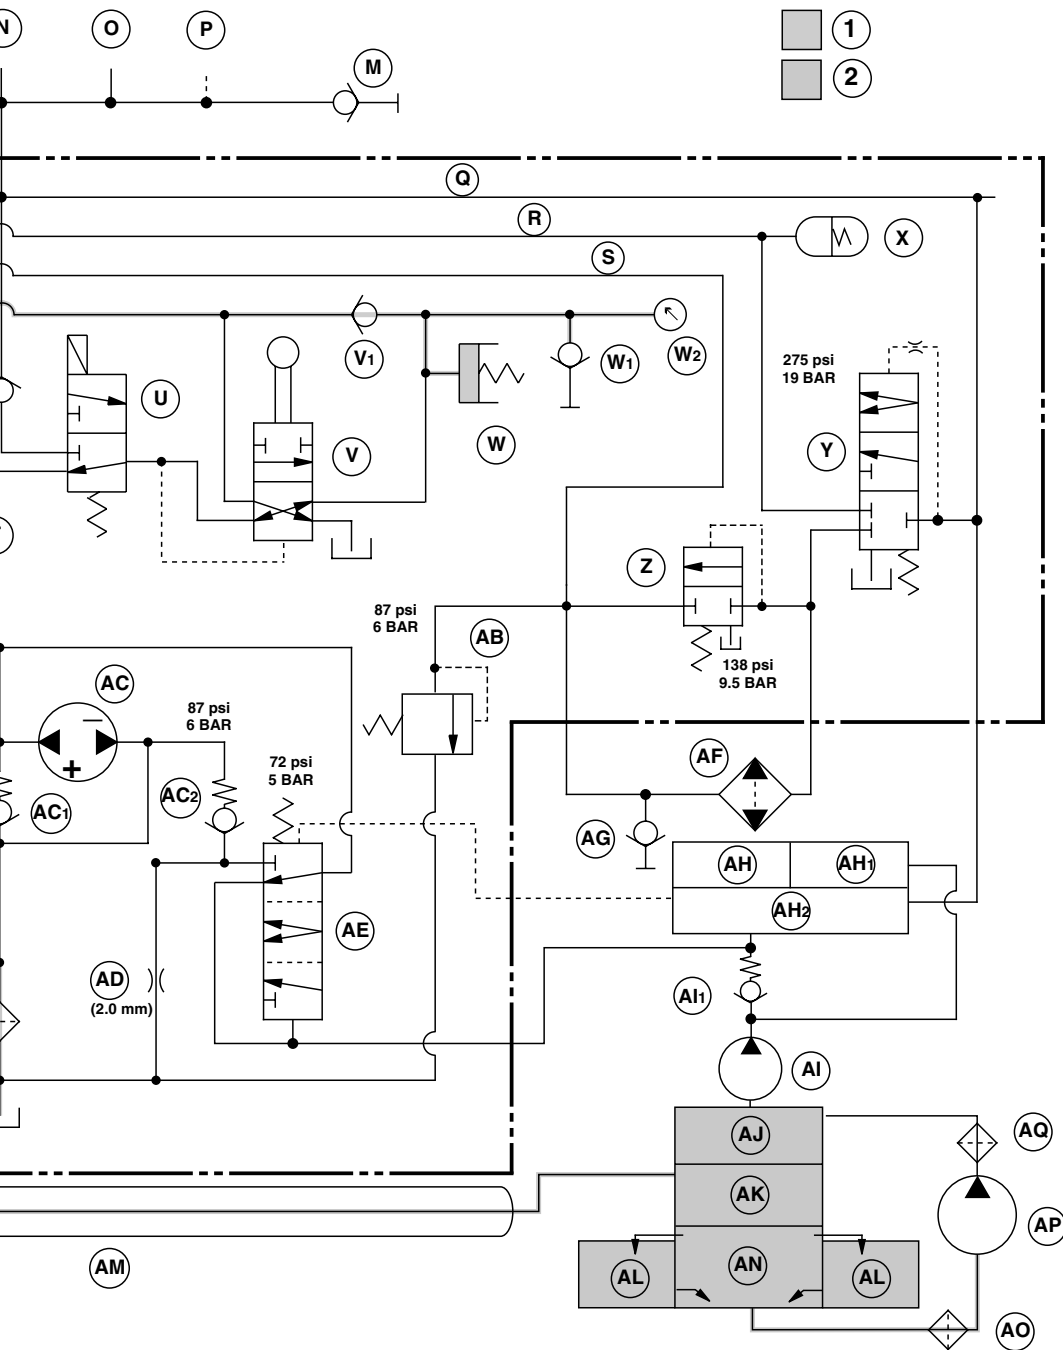 N
O
P
M
1
2
Q
R
S
X
V1
W1
W2
U
V
W
275 psi
19 BAR
Y
Z
87 psi
6 BAR
AB
138 psi
9.5 BAR
AC
−
+
87 psi
6 BAR
AC1
AC2
72 psi
5 BAR
AF
AG
AH
AH1
AH2
AE
AD
(2.0 mm)
AI1
AI
AJ
AK
AL
AN
AL
AM
AQ
AP
AO